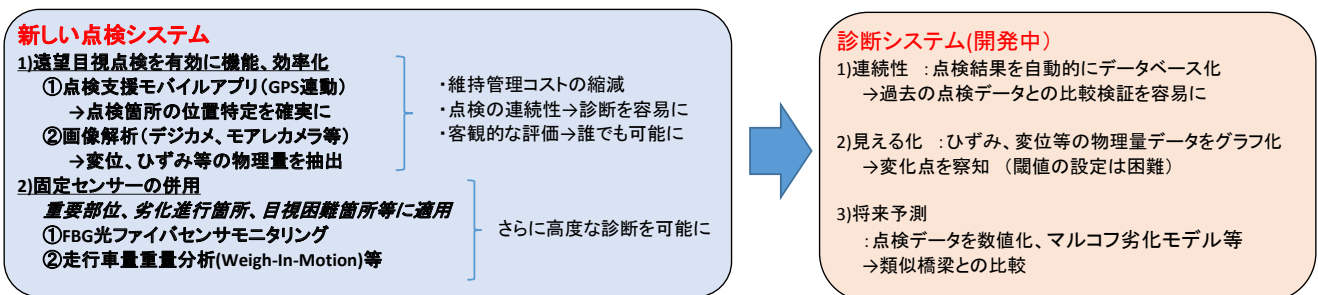 新しい点検システム
1)遠望目視点検を有効に機能、効率化
①点検支援モバイルアプリ(GPS連動)
→点検箇所の位置特定を確実に
②画像解析(デジカメ、モアレカメラ等)
→変位、ひずみ等の物理量を抽出
2)固定センサーの併用
重要部位、劣化進行箇所、目視困難箇所等に適用
①FBG光ファイバセンサモニタリング
②走行車量重量分析(Weigh-In-Motion)等
・維持管理コストの縮減
・点検の連続性→診断を容易に
・客観的な評価→誰でも可能に
さらに高度な診断を可能に
診断システム(開発中)
1)連続性 :点検結果を自動的にデータベース化
→過去の点検データとの比較検証を容易に
2)見える化 :ひずみ、変位等の物理量データをグラフ化
→変化点を察知 (閾値の設定は困難)
3)将来予測
:点検データを数値化、マルコフ劣化モデル等
→類似橋梁との比較